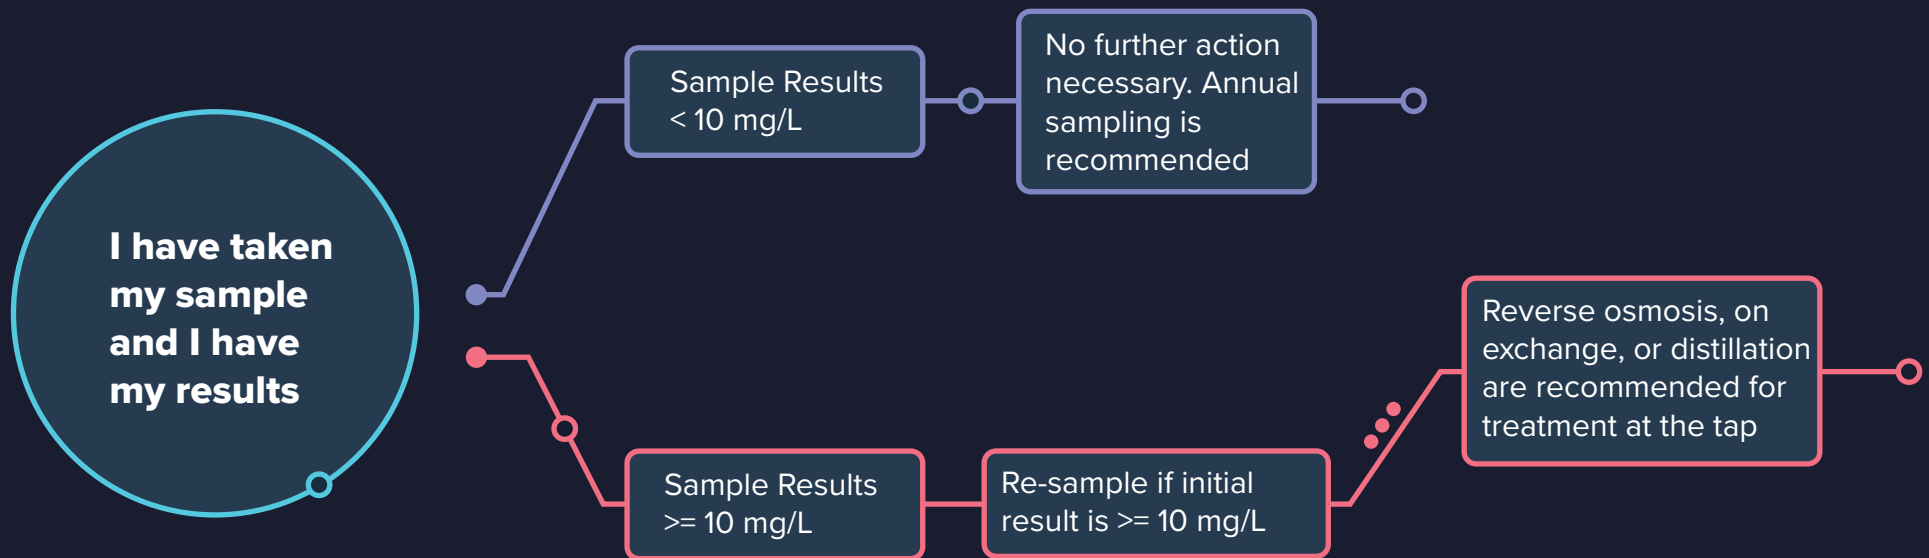 I have taken
my sample
and I have
my results
Sample Results
< 10 mg/L
No further action
necessary. Annual
sampling is
recommended
Sample Results
>= 10 mg/L
Re-sample if initial
result is >= 10 mg/L
Reverse osmosis, on
exchange, or distillation
are recommended for
treatment at the tap